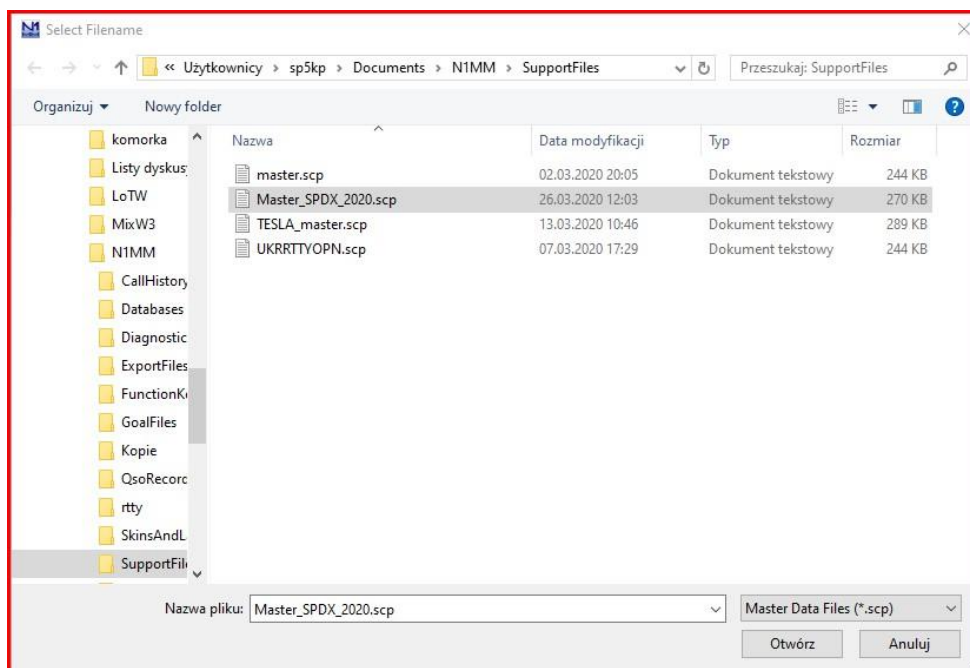 Select Filename
« Użytkownicy › sp5kp › Documents › N1MM › SupportFiles
Przeszukaj: SupportFiles
Organizuj
Nowy folder
komorka
Listy dyskus
LoTW
MixW3
N1MM
CallHistory
Databases
Diagnostic
ExportFiles
FunctionK
GoalFiles
Kopie
QsoRecorc
rtty
SkinsAndL
SupportFil
Nazwa Data modyfikacji Typ Rozmiar
master.scp 02.03.2020 20:05 Dokument tekstowy 244 KB
Master_SPDX_2020.scp 26.03.2020 12:03 Dokument tekstowy 270 KB
TESLA_master.scp 13.03.2020 10:46 Dokument tekstowy 289 KB
UKRRTTYOPN.scp 07.03.2020 17:29 Dokument tekstowy 244 KB
Nazwa pliku: Master_SPDX_2020.scp
Master Data Files (*.scp)
Otwórz
Anuluj